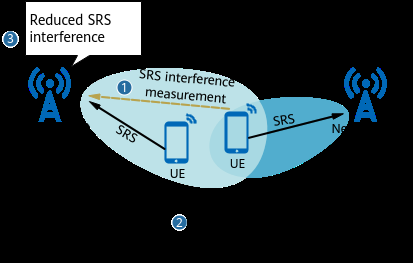 Reduced SRS
interference
3
SRS interference
measurement
1
SRS
SRS
UE
UE
2